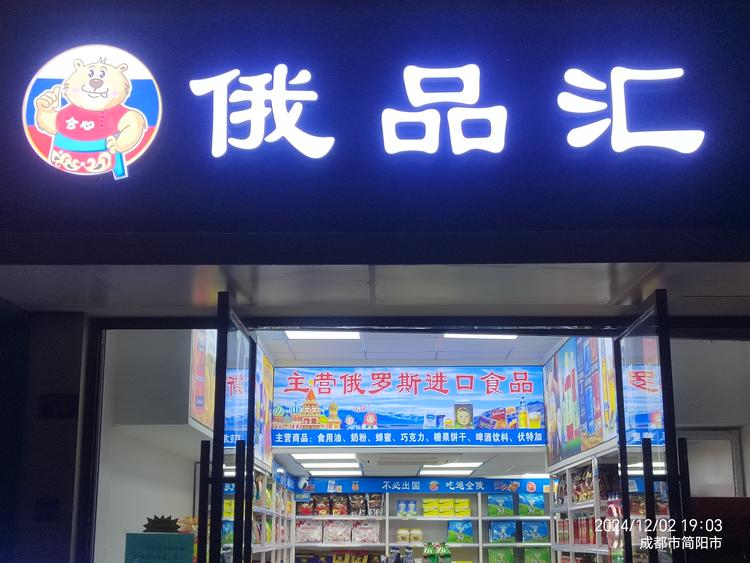 合心
俄品汇
主营俄罗斯进口食品
主营商品：食用油、奶粉、蜂蜜、巧克力、糖果饼干、啤酒饮料、伏特加
不必出国 吃遍全俄
2024/12/02 19:03
成都市简阳市